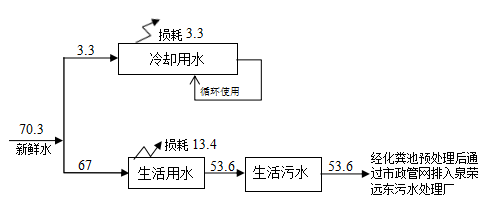 损耗 3.3
3.3
冷却用水
循环使用
70.3
新鲜水
损耗 13.4
67
生活用水
53.6
生活污水
53.6
经化粪池预处理后通
过市政管网排入泉荣
远东污水处理厂